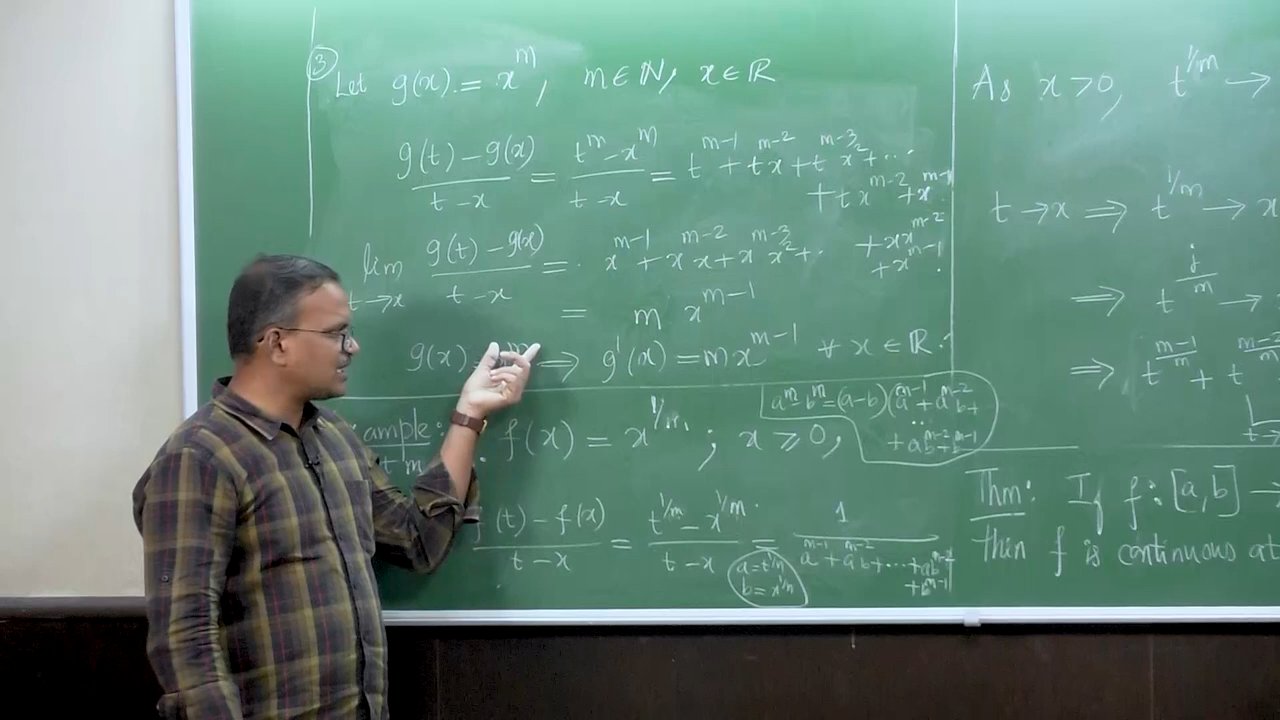 ③ Let g(x) = x^m, m∈ℕ, x∈ℝ
(g(t) – g(x))/(t – x) = (t^m – x^m)/(t – x) = t^{m-1} + t^{m-2}x + t^{m-3}x^2 + ... + t x^{m-2} + x^{m-1}
lim_{t→x} (g(t) – g(x))/(t – x) = x^{m-1} + x^{m-2}x + x^{m-3}x^2 + .. + x x^{m-2} + x^{m-1}
= m x^{m-1}
g(x) = x^m ⇒ g'(x) = m x^{m-1} ∀ x∈ℝ.
a^m – b^m = (a-b)(a^{m-1} + a^{m-2}b + .. + ab^{m-2} + b^{m-1}
ample: f(x) = x^{1/m}; x ≥ 0,
(t) – f(x)/(t – x) = (t^{1/m} – x^{1/m})/(t – x) = 1/(a^{m-1} + a^{m-2}b + ... + ab^{m-2} + b^{m-1})
a = t^{1/m}
b = x^{1/m}
As x > 0, t^{1/m} →
t → x ⇒ t^{1/m} → x
⇒ t^{j/m} →
⇒ t^{(m-1)/m} + t^{(m-2)/m}
Thm: If f: [a, b] →
then f is continuous at